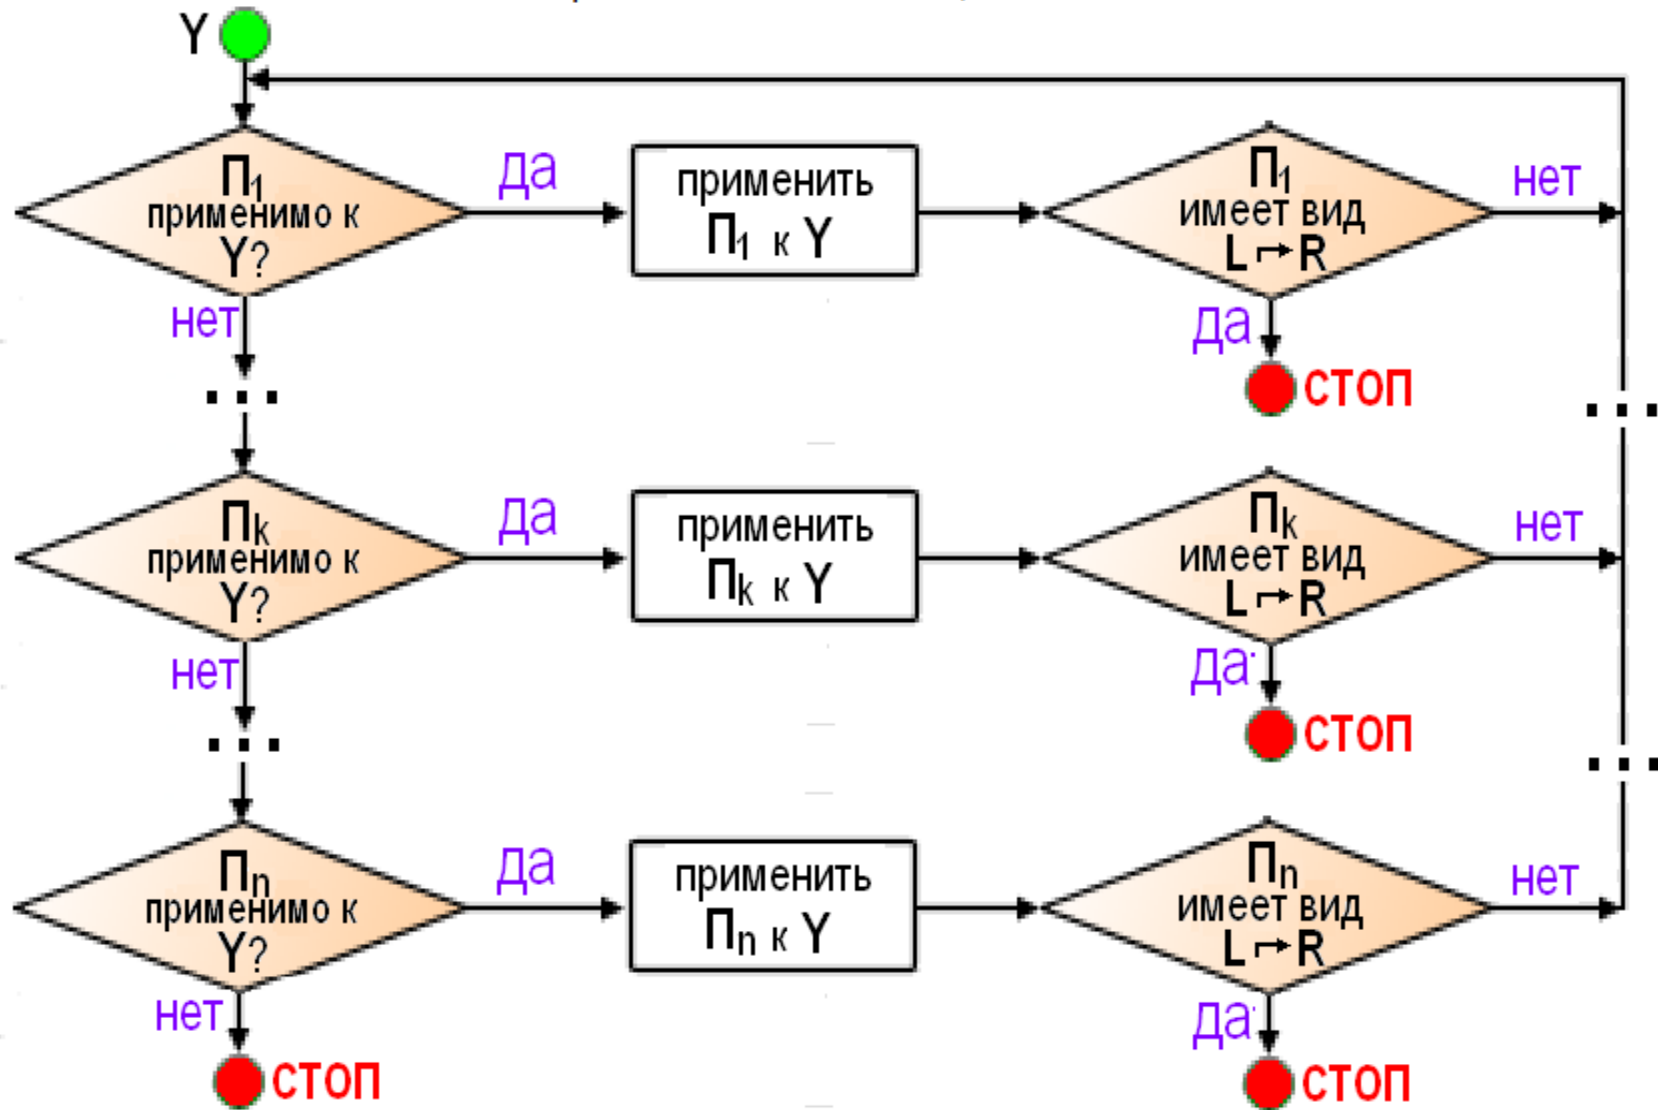 Y
П1
применимо к
Y?
да
применить
П1 к Y
П1
имеет вид
L ↦ R
нет
нет
да
СТОП
...
...
Пk
применимо к
Y?
да
применить
Пk к Y
Пk
имеет вид
L ↦ R
нет
нет
да
СТОП
...
...
Пn
применимо к
Y?
да
применить
Пn к Y
Пn
имеет вид
L ↦ R
нет
нет
да
СТОП
СТОП